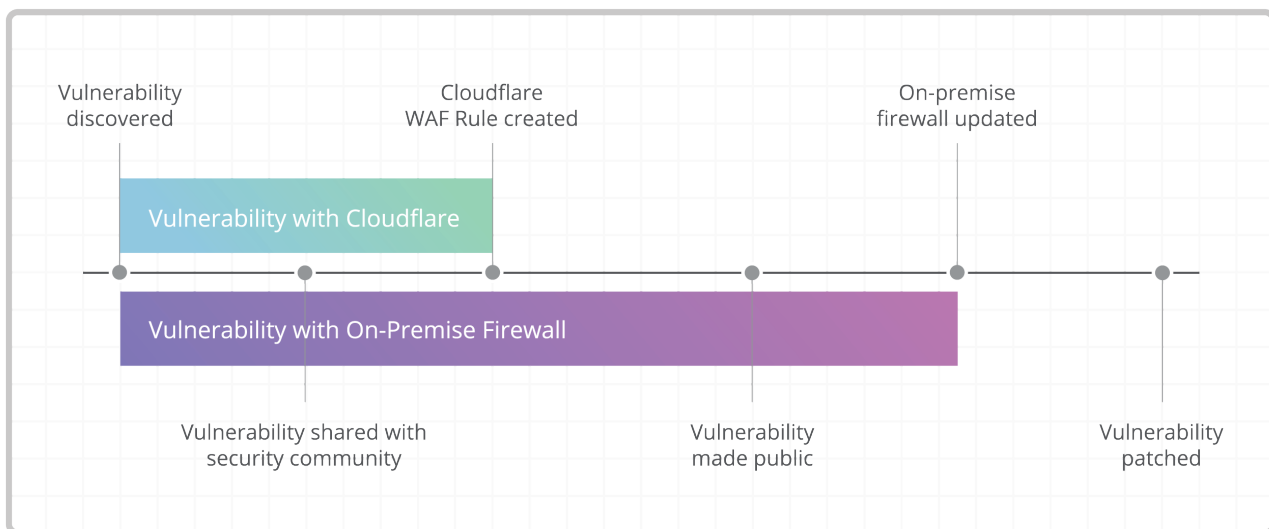 Vulnerability
discovered
Cloudflare
WAF Rule created
On-premise
firewall updated
Vulnerability with Cloudflare
Vulnerability with On-Premise Firewall
Vulnerability shared with
security community
Vulnerability
made public
Vulnerability
patched